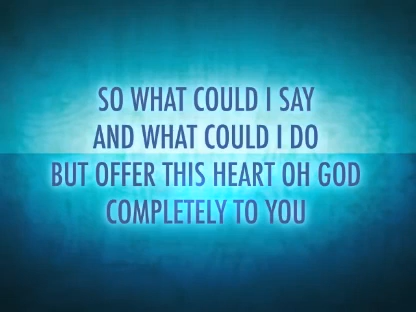 SO WHAT COULD I SAY
AND WHAT COULD I DO
BUT OFFER THIS HEART OH GOD
COMPLETELY TO YOU